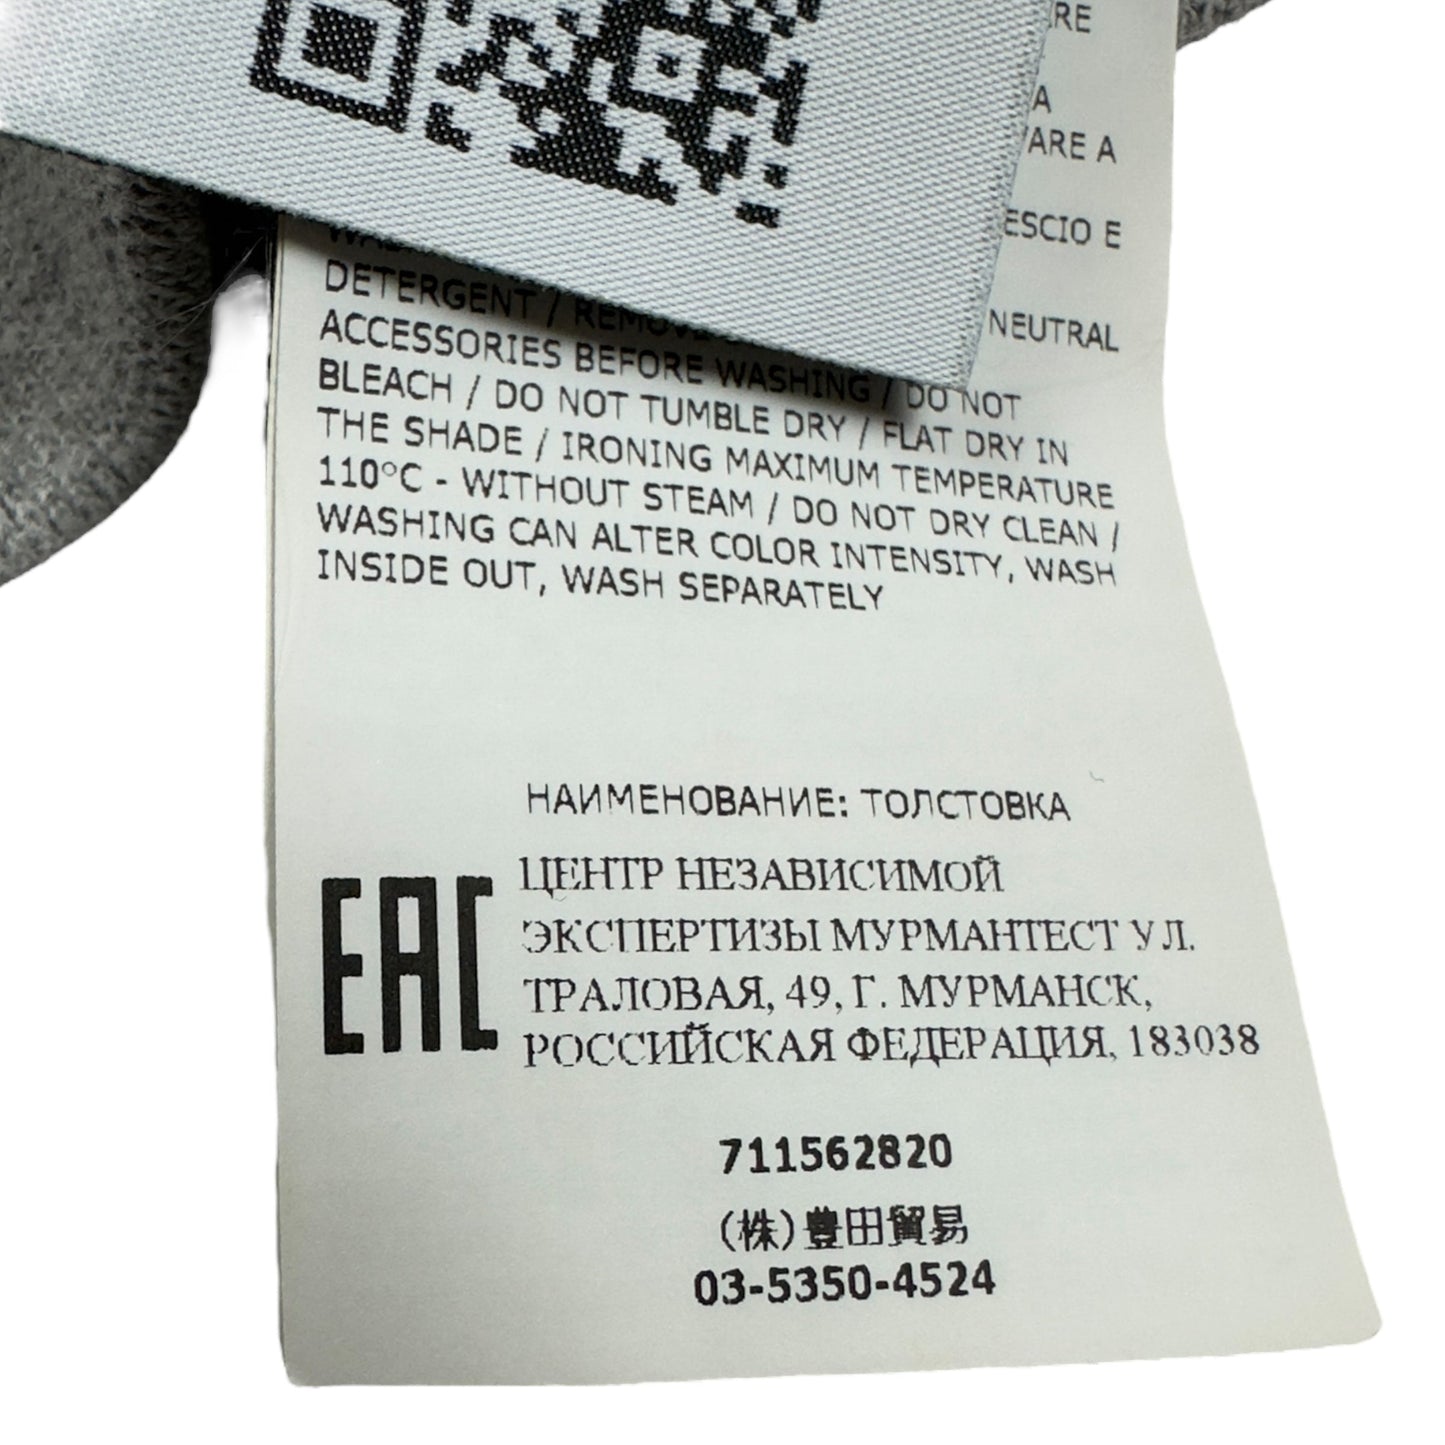 RE
A
ARE A
ESCIO E
NEUTRAL
DETERGENT / REMOVE
ACCESSORIES BEFORE WASHING / DO NOT
BLEACH / DO NOT TUMBLE DRY / FLAT DRY IN
THE SHADE / IRONING MAXIMUM TEMPERATURE
110°C - WITHOUT STEAM / DO NOT DRY CLEAN /
WASHING CAN ALTER COLOR INTENSITY, WASH
INSIDE OUT, WASH SEPARATELY
НАИМЕНОВАНИЕ: ТОЛСТОВКА
EAC
ЦЕНТР НЕЗАВИСИМОЙ
ЭКСПЕРТИЗЫ МУРМАНТЕСТ УЛ.
ТРАЛОВАЯ, 49, Г. МУРМАНСК,
РОССИЙСКАЯ ФЕДЕРАЦИЯ, 183038
711562820
(株)豊田貿易
03-5350-4524